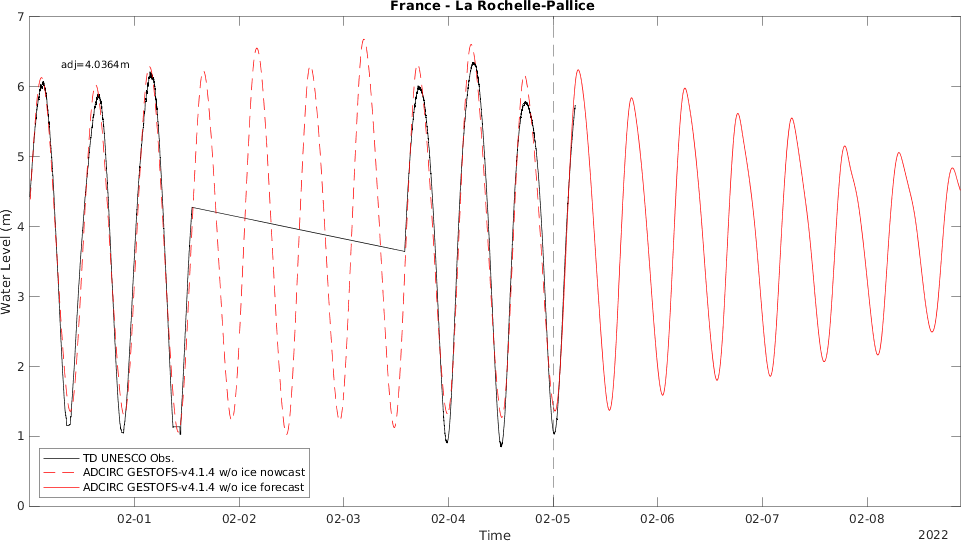 France - La Rochelle-Pallice
adj=4.0364m
7
6
5
4
3
2
1
0
Water Level (m)
TD UNESCO Obs.
ADCIRC GESTOFS-v4.1.4 w/o ice nowcast
ADCIRC GESTOFS-v4.1.4 w/o ice forecast
02-01 02-02 02-03 02-04 02-05 02-06 02-07 02-08
Time
2022